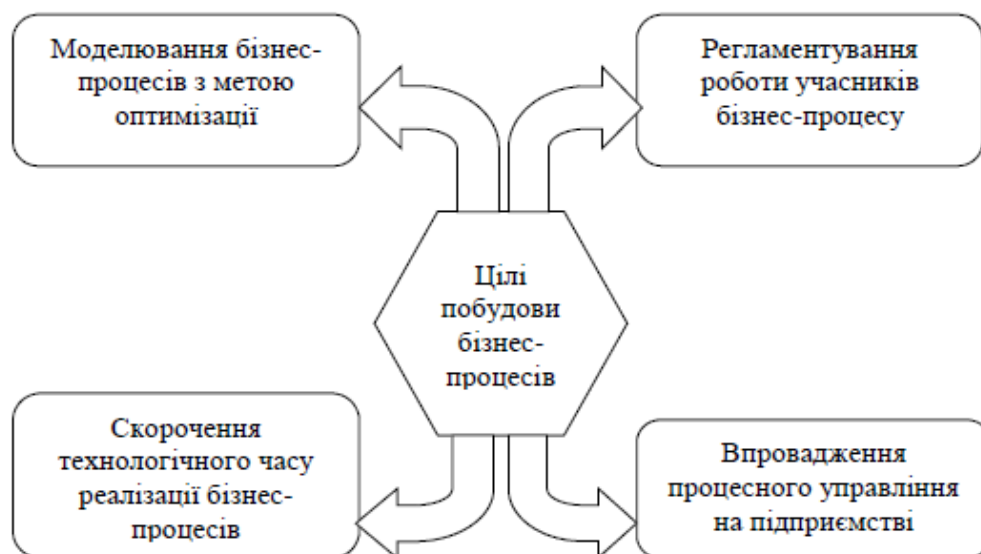 Моделювання бізнес-
процесів з метою
оптимізації
Регламентування
роботи учасників
бізнес-процесу
Цілі
побудови
бізнес-
процесів
Скорочення
технологічного часу
реалізації бізнес-
процесів
Впровадження
процесного управління
на підприємстві